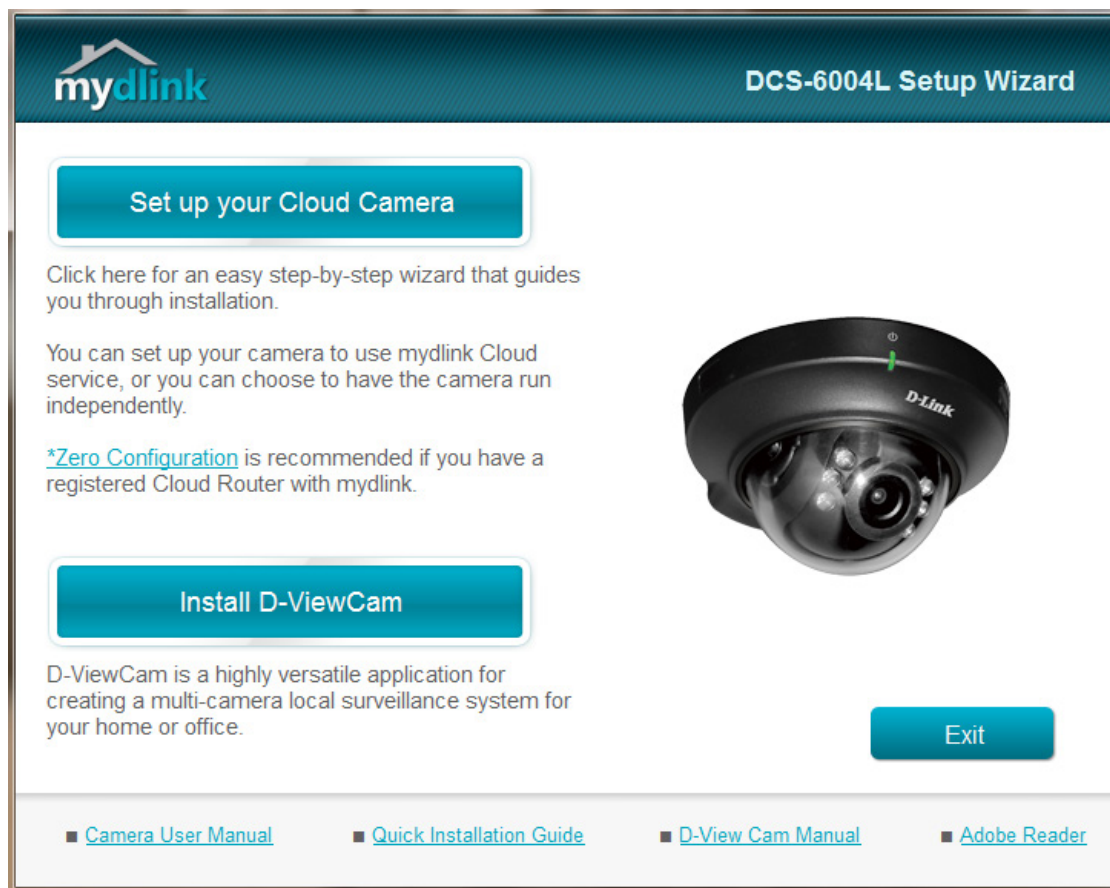 mydlink
DCS-6004L Setup Wizard
Set up your Cloud Camera
Click here for an easy step-by-step wizard that guides
you through installation.
You can set up your camera to use mydlink Cloud
service, or you can choose to have the camera run
independently.
*Zero Configuration is recommended if you have a
registered Cloud Router with mydlink.
D-Link
Install D-ViewCam
D-ViewCam is a highly versatile application for
creating a multi-camera local surveillance system for
your home or office.
Exit
Camera User Manual
Quick Installation Guide
D-View Cam Manual
Adobe Reader